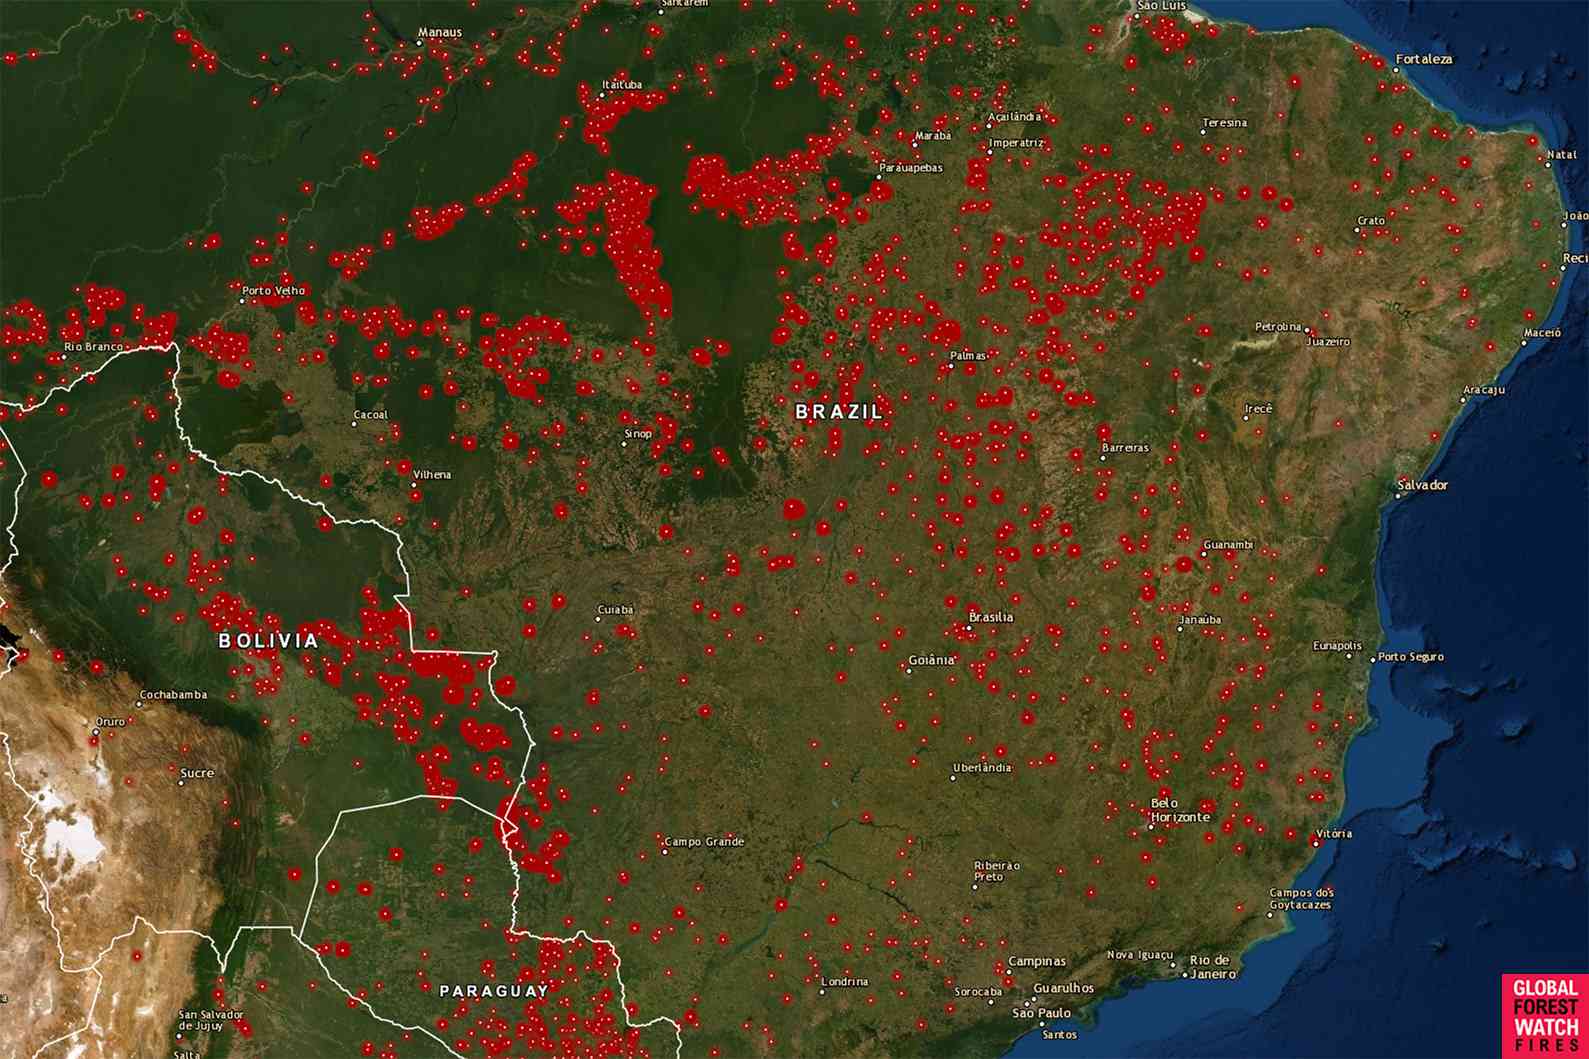 Santarém
São Luís
Manaus
Fortaleza
Itaituba
Açailândia
Teresina
Marabá
Imperatriz
Natal
Parauapebas
João
Crato
Reci
Porto Velho
Petrolina
Juazeiro
Maceió
Rio Branco
Palmas
Aracaju
BRAZIL
Irecê
Cacoal
Sinop
Barreiras
Vilhena
Salvador
Guanambi
Cuiabá
Brasília
Janaúba
BOLIVIA
Eunápolis
Porto Seguro
Goiânia
Cochabamba
Oruro
Sucre
Uberlândia
Belo
Horizonte
Vitória
Campo Grande
Ribeirão
Preto
Campos dos
Goytacazes
Nova Iguaçu
Rio de
Janeiro
Campinas
Londrina
PARAGUAY
Sorocaba
Guarulhos
São Paulo
Santos
San Salvador
de Jujuy
Salta
GLOBAL
FOREST
WATCH
FIRES